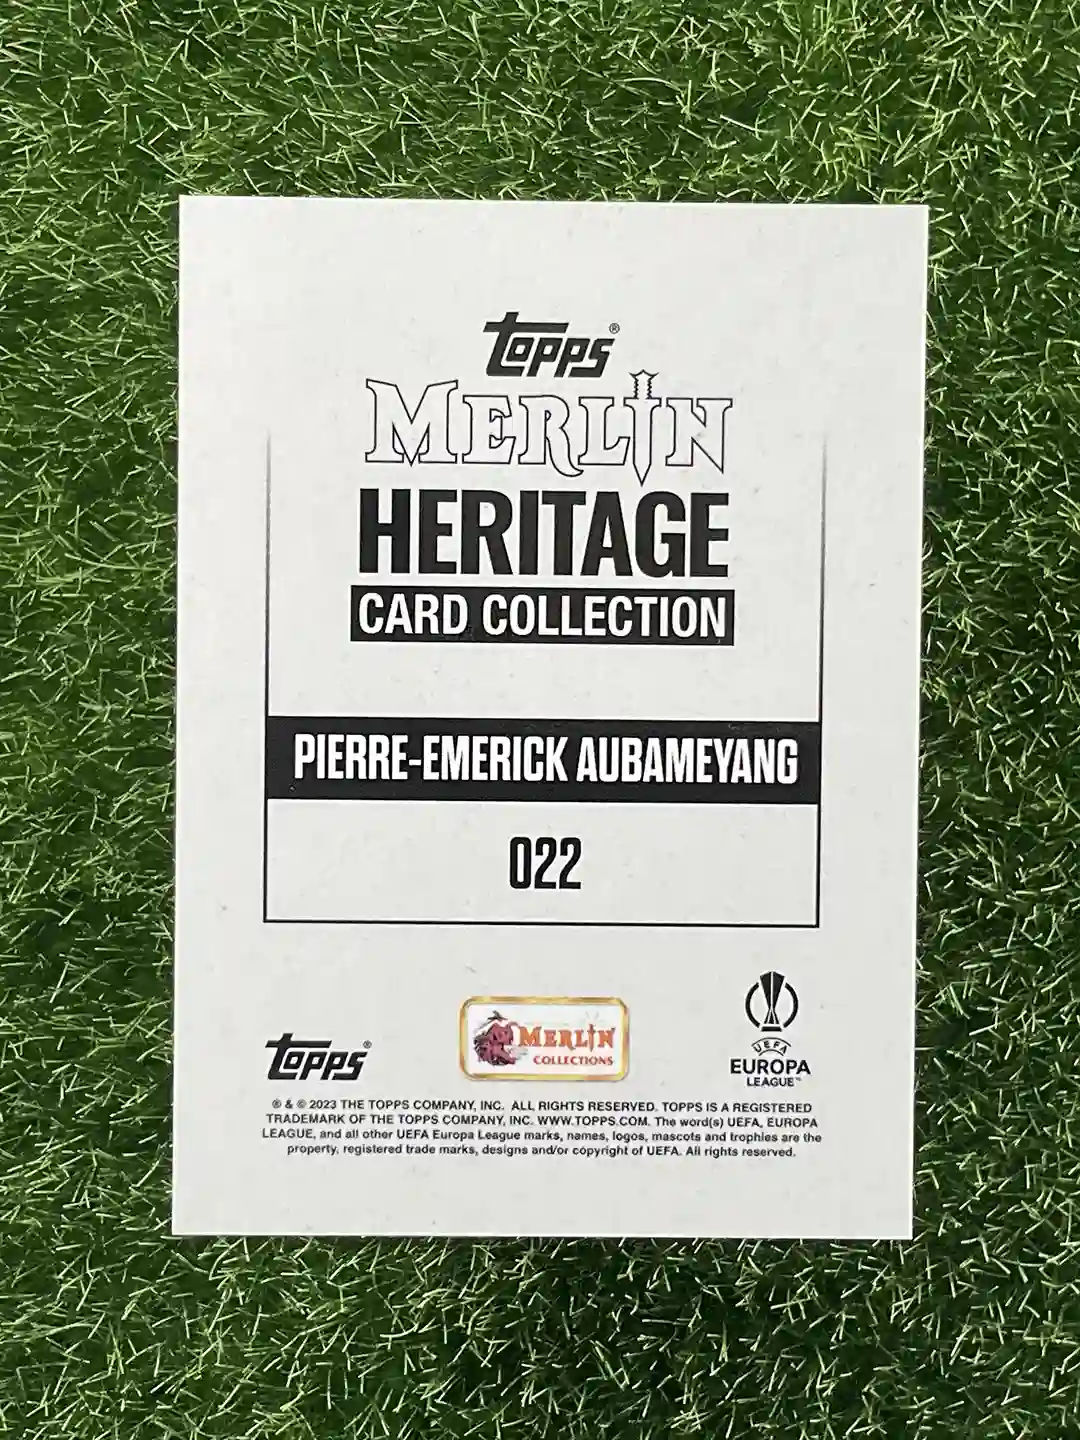 Topps®
MERLIN
HERITAGE
CARD COLLECTION
PIERRE-EMERICK AUBAMEYANG
022
Topps®
MERLIN
COLLECTIONS
UEFA
EUROPA
LEAGUE™
® & © 2023 THE TOPPS COMPANY, INC. ALL RIGHTS RESERVED. TOPPS IS A REGISTERED
TRADEMARK OF THE TOPPS COMPANY, INC. WWW.TOPPS.COM. The word(s) UEFA, EUROPA
LEAGUE, and all other UEFA Europa League marks, names, logos, mascots and trophies are the
property, registered trade marks, designs and/or copyright of UEFA. All rights reserved.